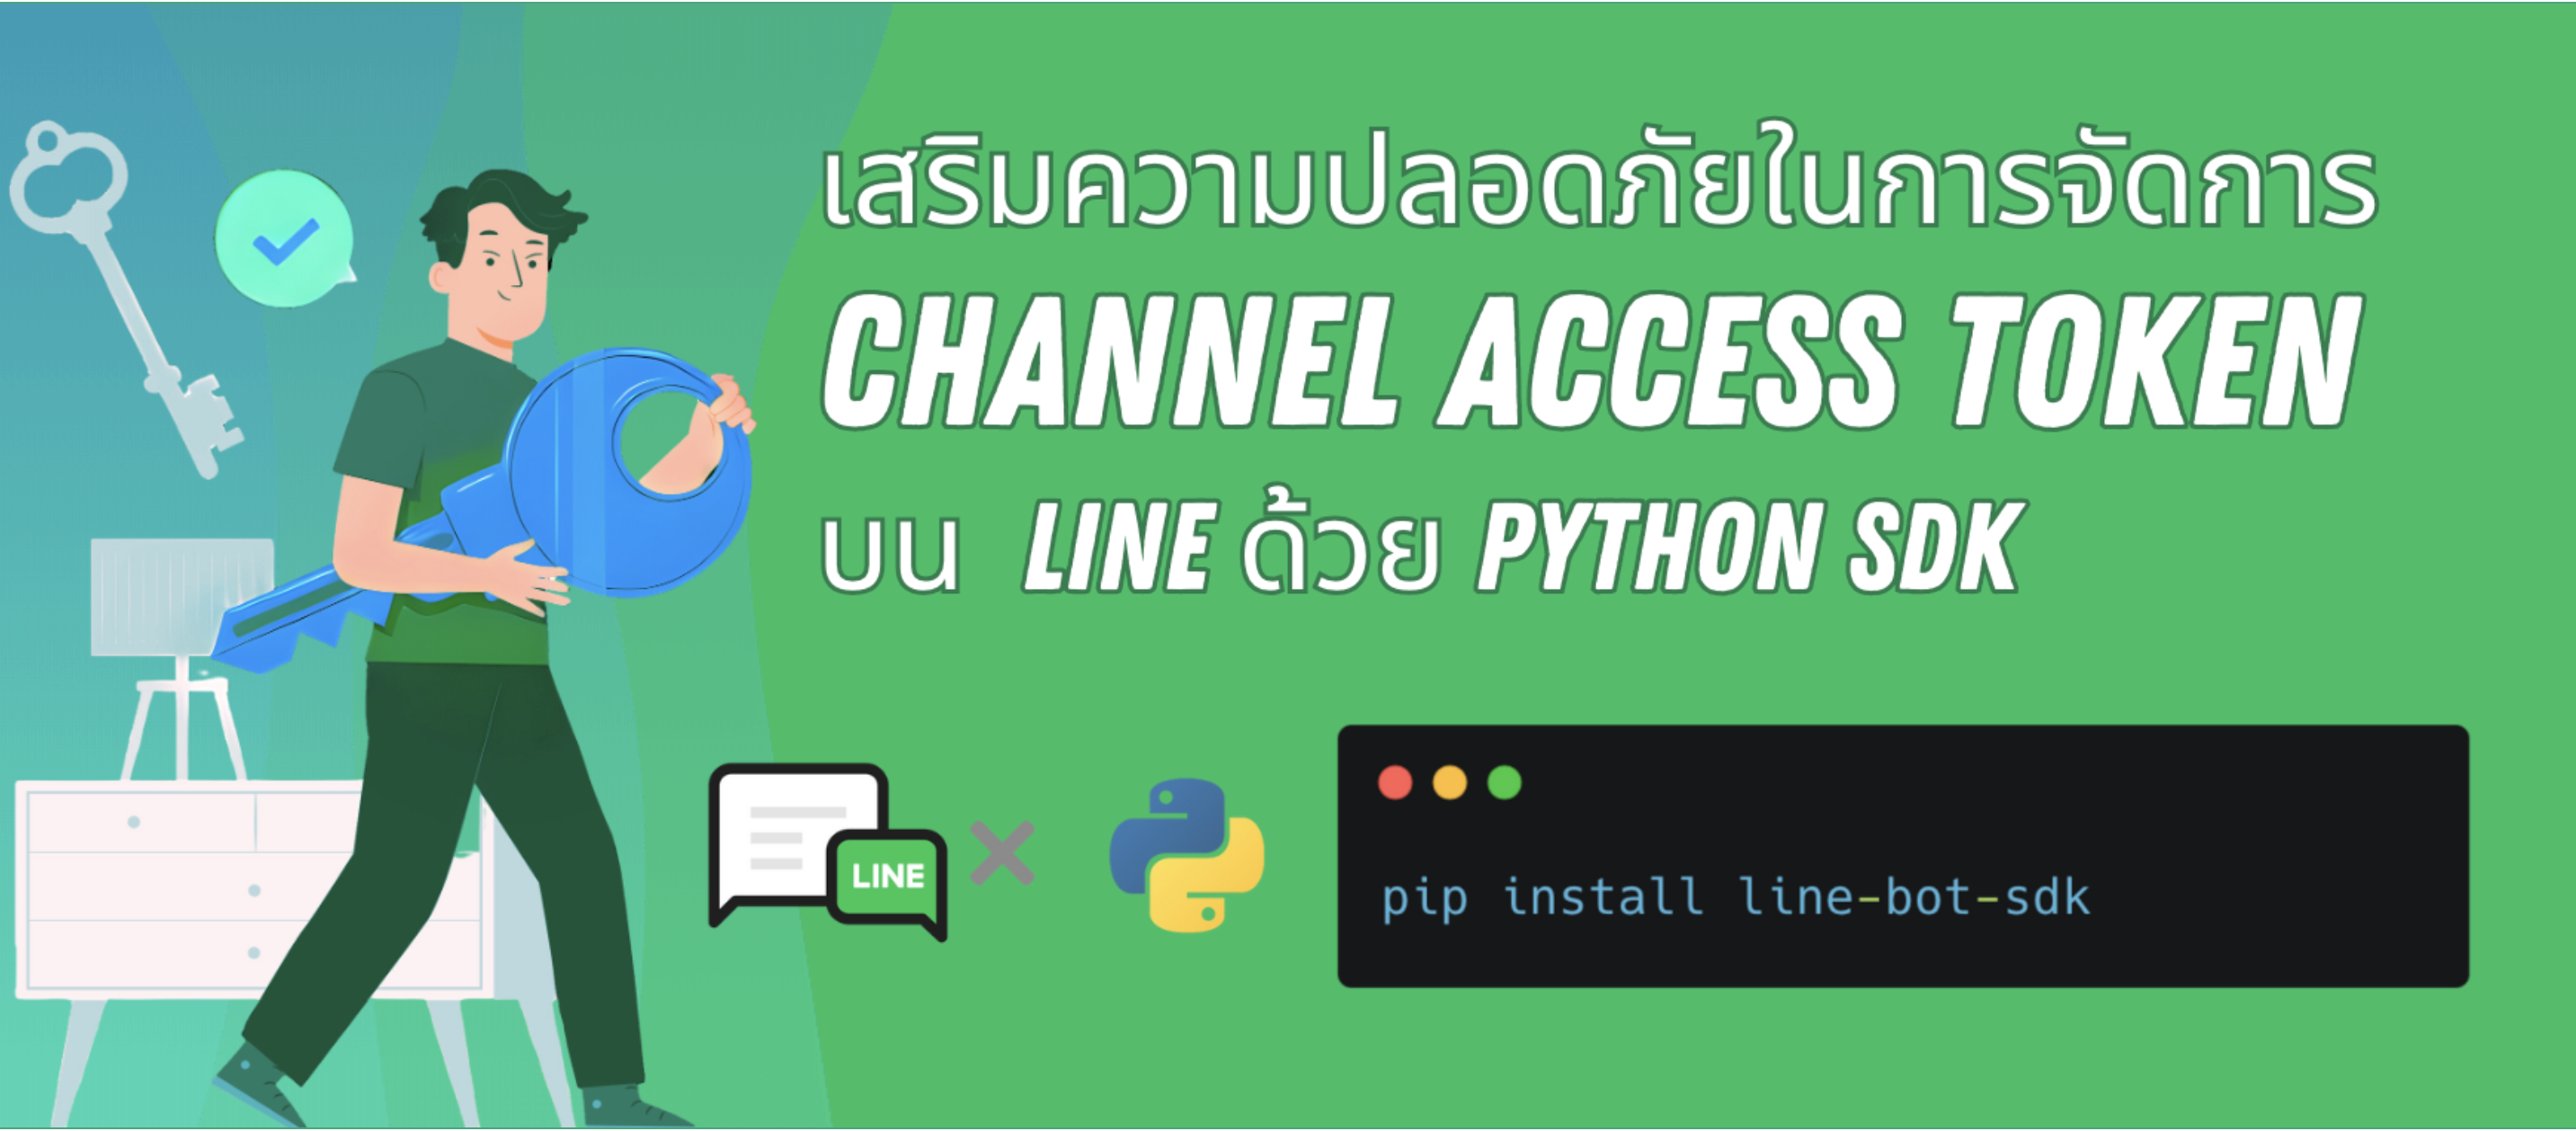 เสริมความปลอดภัยในการจัดการ
CHANNEL ACCESS TOKEN
บน LINE ด้วย PYTHON SDK
LINE
pip install line-bot-sdk